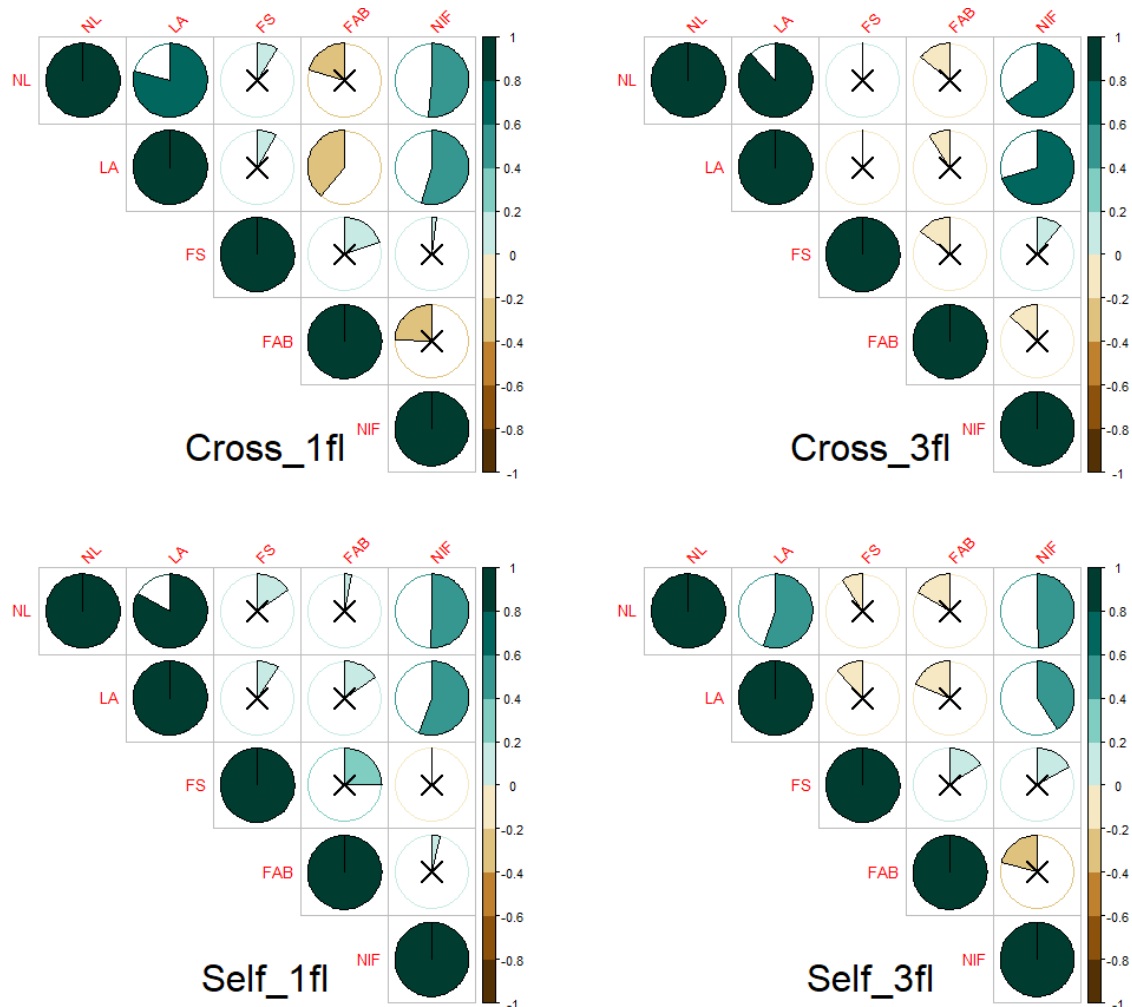 NL LA FS FAB NIF
NL
LA
FS
FAB
NIF
1
0.8
0.6
0.4
0.2
0
-0.2
-0.4
-0.6
-0.8
-1
Cross_1fl
NL LA FS FAB NIF
NL
LA
FS
FAB
NIF
1
0.8
0.6
0.4
0.2
0
-0.2
-0.4
-0.6
-0.8
-1
Cross_3fl
NL LA FS FAB NIF
NL
LA
FS
FAB
NIF
1
0.8
0.6
0.4
0.2
0
-0.2
-0.4
-0.6
-0.8
-1
Self_1fl
NL LA FS FAB NIF
NL
LA
FS
FAB
NIF
1
0.8
0.6
0.4
0.2
0
-0.2
-0.4
-0.6
-0.8
-1
Self_3fl